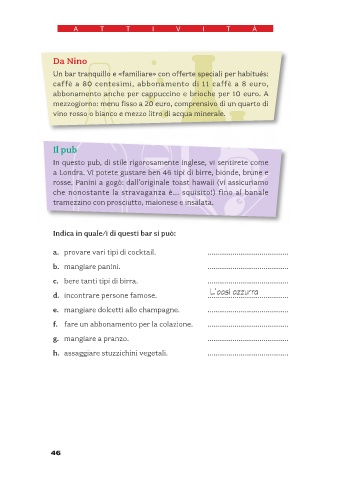 ATTIVITÀ
Da Nino
Un bar tranquillo e «familiare» con offerte speciali per habitués:
caffè a 80 centesimi, abbonamento di 11 caffè a 8 euro,
abbonamento anche per cappuccino e brioche per 10 euro. A
mezzogiorno: menu fisso a 20 euro, comprensivo di un quarto di
vino rosso o bianco e mezzo litro di acqua minerale.
Il pub
In questo pub, di stile rigorosamente inglese, vi sentirete come
a Londra. Vi potete gustare ben 46 tipi di birre, bionde, brune e
rosse. Panini a gogò: dall'originale toast hawaii (vi assicuriamo
che nonostante la stravaganza è... squisito!) fino al banale
tramezzino con prosciutto, maionese e insalata.
Indica in quale/i di questi bar si può:
a. provare vari tipi di cocktail. ........................................
b. mangiare panini. ........................................
c. bere tanti tipi di birra. ........................................
d. incontrare persone famose. L'oasi azzurra
e. mangiare dolcetti allo champagne. ........................................
f. fare un abbonamento per la colazione. ........................................
g. mangiare a pranzo. ........................................
h. assaggiare stuzzichini vegetali. ........................................
46